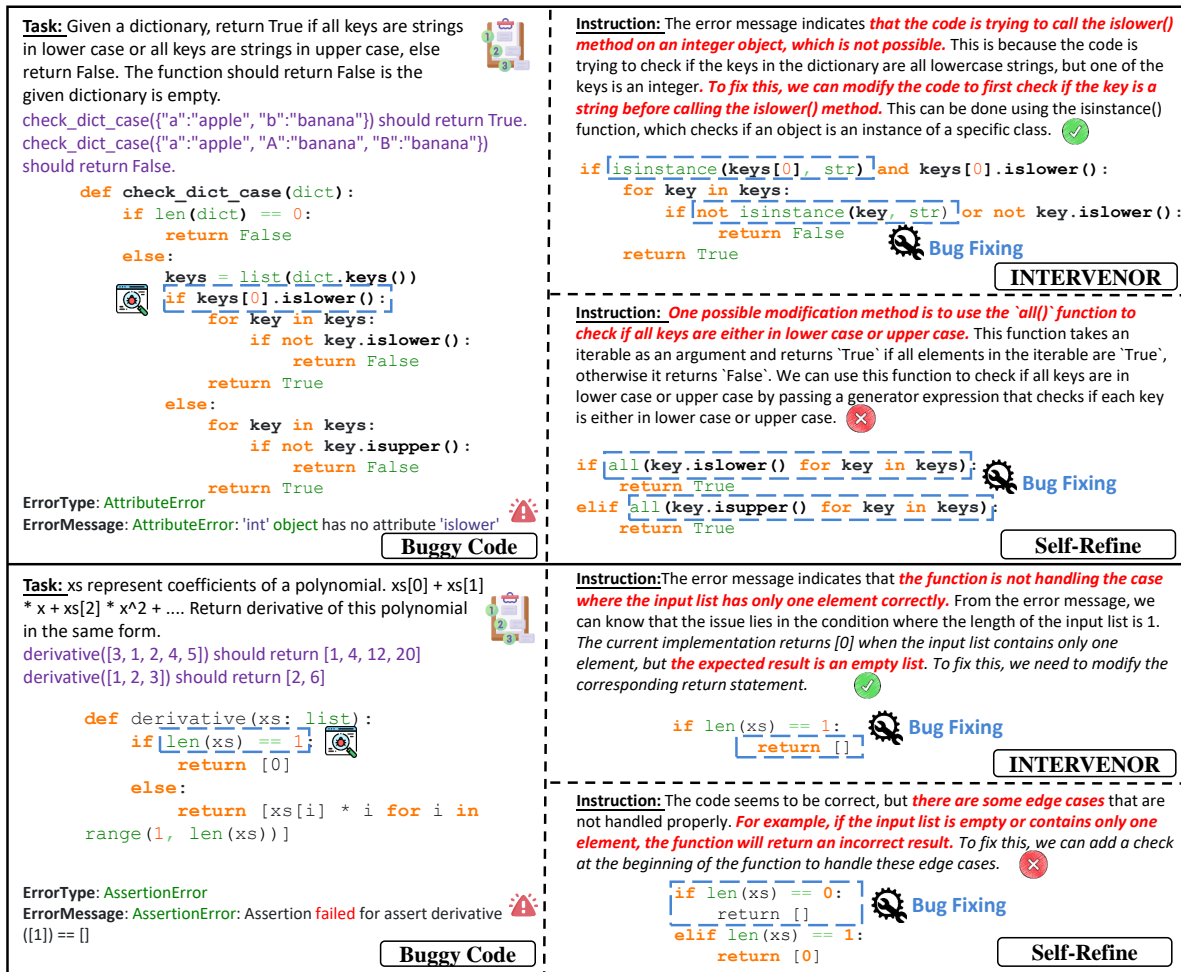 Task: Given a dictionary, return True if all keys are strings
in lower case or all keys are strings in upper case, else
return False. The function should return False is the
given dictionary is empty.
check_dict_case({"a":"apple", "b":"banana"}) should return True.
check_dict_case({"a":"apple", "A":"banana", "B":"banana"})
should return False.
def check_dict_case(dict):
if len(dict) == 0:
return False
else:
keys = list(dict.keys())
if keys[0].islower():
for key in keys:
if not key.islower():
return False
return True
else:
for key in keys:
if not key.isupper():
return False
return True
ErrorType: AttributeError
ErrorMessage: AttributeError: 'int' object has no attribute 'islower'
Buggy Code
Instruction: The error message indicates that the code is trying to call the islower()
method on an integer object, which is not possible. This is because the code is
trying to check if the keys in the dictionary are all lowercase strings, but one of the
keys is an integer. To fix this, we can modify the code to first check if the key is a
string before calling the islower() method. This can be done using the isinstance()
function, which checks if an object is an instance of a specific class.
if isinstance(keys[0], str) and keys[0].islower():
for key in keys:
if not isinstance(key, str) or not key.islower():
return False
return True
Bug Fixing
INTERVENOR
Instruction: One possible modification method is to use the `all()` function to
check if all keys are either in lower case or upper case. This function takes an
iterable as an argument and returns `True` if all elements in the iterable are `True`,
otherwise it returns `False`. We can use this function to check if all keys are in
lower case or upper case by passing a generator expression that checks if each key
is either in lower case or upper case.
if all(key.islower() for key in keys):
return True
elif all(key.isupper() for key in keys):
return True
Bug Fixing
Self-Refine
Task: xs represent coefficients of a polynomial. xs[0] + xs[1]
* x + xs[2] * x^2 + .... Return derivative of this polynomial
in the same form.
derivative([3, 1, 2, 4, 5]) should return [1, 4, 12, 20]
derivative([1, 2, 3]) should return [2, 6]
def derivative(xs: list):
if len(xs) == 1:
return [0]
else:
return [xs[i] * i for i in
range(1, len(xs))]
ErrorType: AssertionError
ErrorMessage: AssertionError: Assertion failed for assert derivative
([1]) == []
Buggy Code
Instruction:The error message indicates that the function is not handling the case
where the input list has only one element correctly. From the error message, we
can know that the issue lies in the condition where the length of the input list is 1.
The current implementation returns [0] when the input list contains only one
element, but the expected result is an empty list. To fix this, we need to modify the
corresponding return statement.
if len(xs) == 1:
return []
Bug Fixing
INTERVENOR
Instruction: The code seems to be correct, but there are some edge cases that are
not handled properly. For example, if the input list is empty or contains only one
element, the function will return an incorrect result. To fix this, we can add a check
at the beginning of the function to handle these edge cases.
if len(xs) == 0:
return []
elif len(xs) == 1:
return [0]
Bug Fixing
Self-Refine